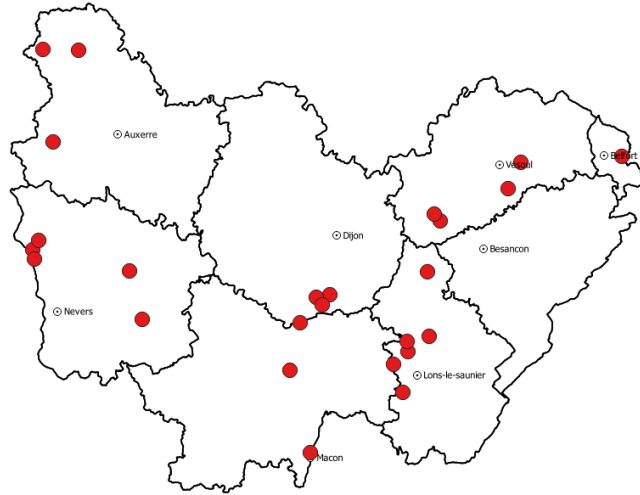 Auxerre
Vesoul
Belfort
Dijon
Besancon
Nevers
Lons-le-saunier
Macon